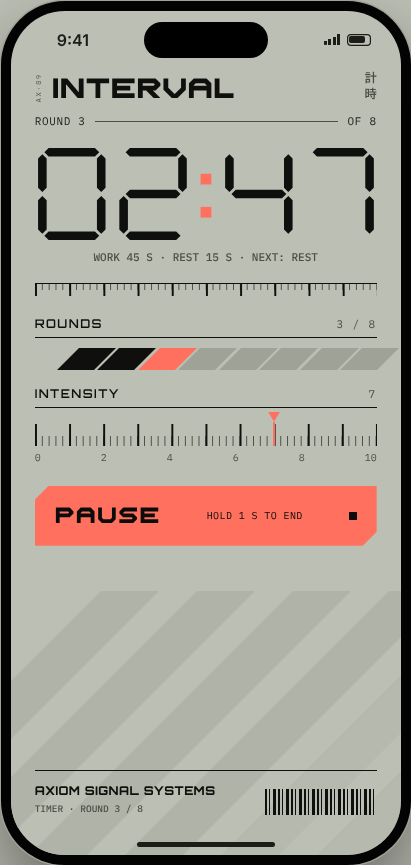 9:41
AX-09
INTERVAL
計時
ROUND 3
OF 8
02:47
WORK 45 S · REST 15 S · NEXT: REST
ROUNDS
3 / 8
INTENSITY
7
0 2 4 6 8 10
PAUSE
HOLD 1 S TO END
AXIOM SIGNAL SYSTEMS
TIMER · ROUND 3 / 8